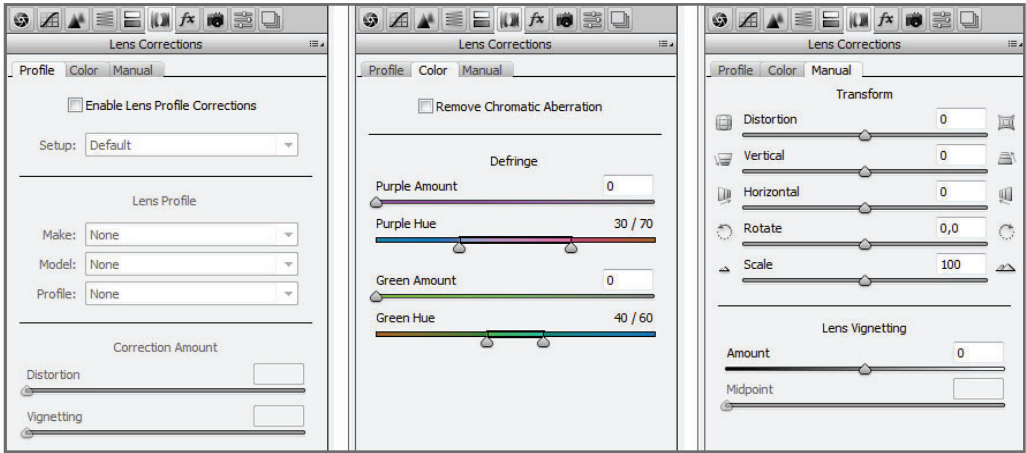 fx
Lens Corrections
Profile Color Manual
Enable Lens Profile Corrections
Setup: Default
Lens Profile
Make: None
Model: None
Profile: None
Correction Amount
Distortion
Vignetting
fx
Lens Corrections
Profile Color Manual
Remove Chromatic Aberration
Defringe
Purple Amount 0
Purple Hue 30 / 70
Green Amount 0
Green Hue 40 / 60
fx
Lens Corrections
Profile Color Manual
Transform
Distortion 0
Vertical 0
Horizontal 0
Rotate 0,0
Scale 100
Lens Vignetting
Amount 0
Midpoint